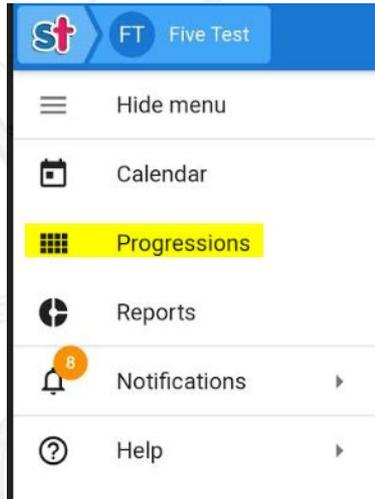 st FT Five Test
Hide menu
Calendar
Progressions
Reports
8
Notifications
Help